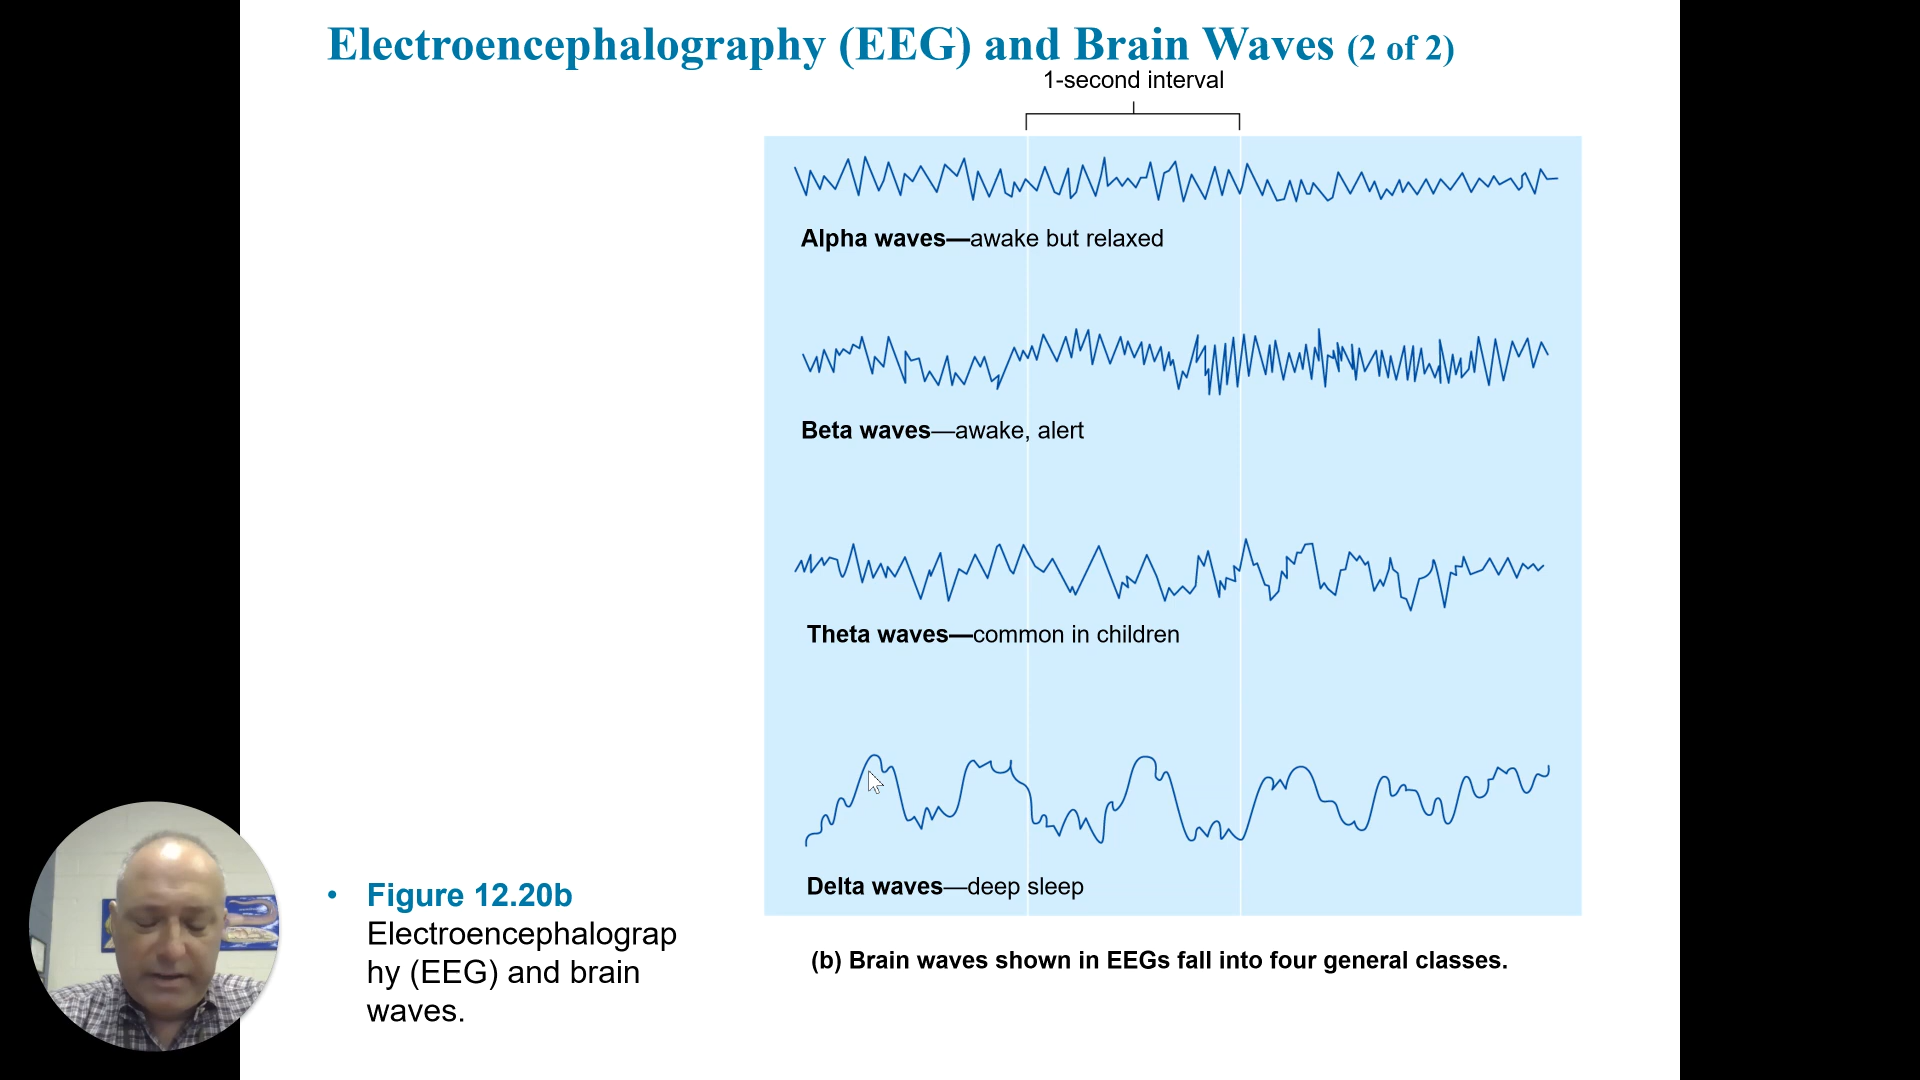 Electroencephalography (EEG) and Brain Waves (2 of 2)
1-second interval
Alpha waves—awake but relaxed
Beta waves—awake, alert
Theta waves—common in children
Delta waves—deep sleep
• Figure 12.20b
Electroencephalograp
hy (EEG) and brain
waves.
(b) Brain waves shown in EEGs fall into four general classes.